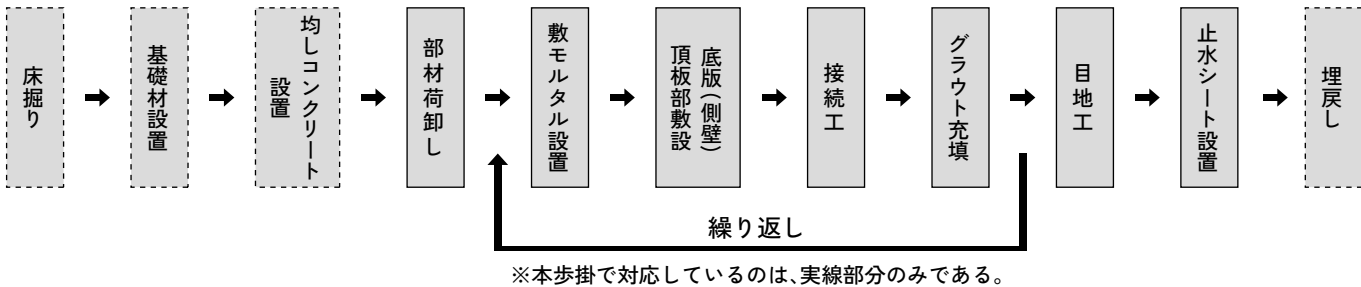 床掘り
基礎材設置
均しコンクリート
設置
部材荷卸し
敷モルタル設置
底版(側壁)
頂板部敷設
接続工
グラウト充填
目地工
止水シート設置
埋戻し
繰り返し
※本歩掛で対応しているのは、実線部分のみである。